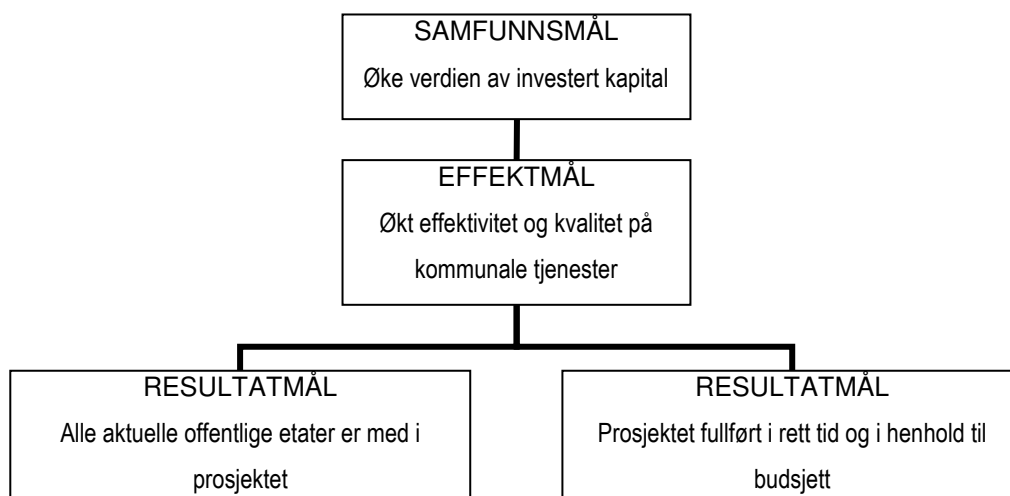 SAMFUNNSMÅL
Øke verdien av investert kapital
EFFEKTMÅL
Økt effektivitet og kvalitet på
kommunale tjenester
RESULTATMÅL
Alle aktuelle offentlige etater er med i
prosjektet
RESULTATMÅL
Prosjektet fullført i rett tid og i henhold til
budsjett